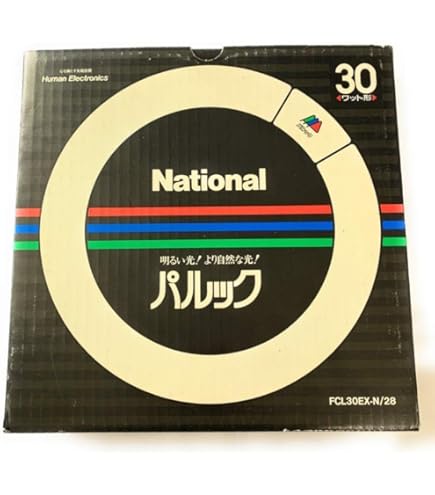 Human Electronics
30
ワット形
National
明るい光!より自然な光!
パルック
FCL30EX-N/28